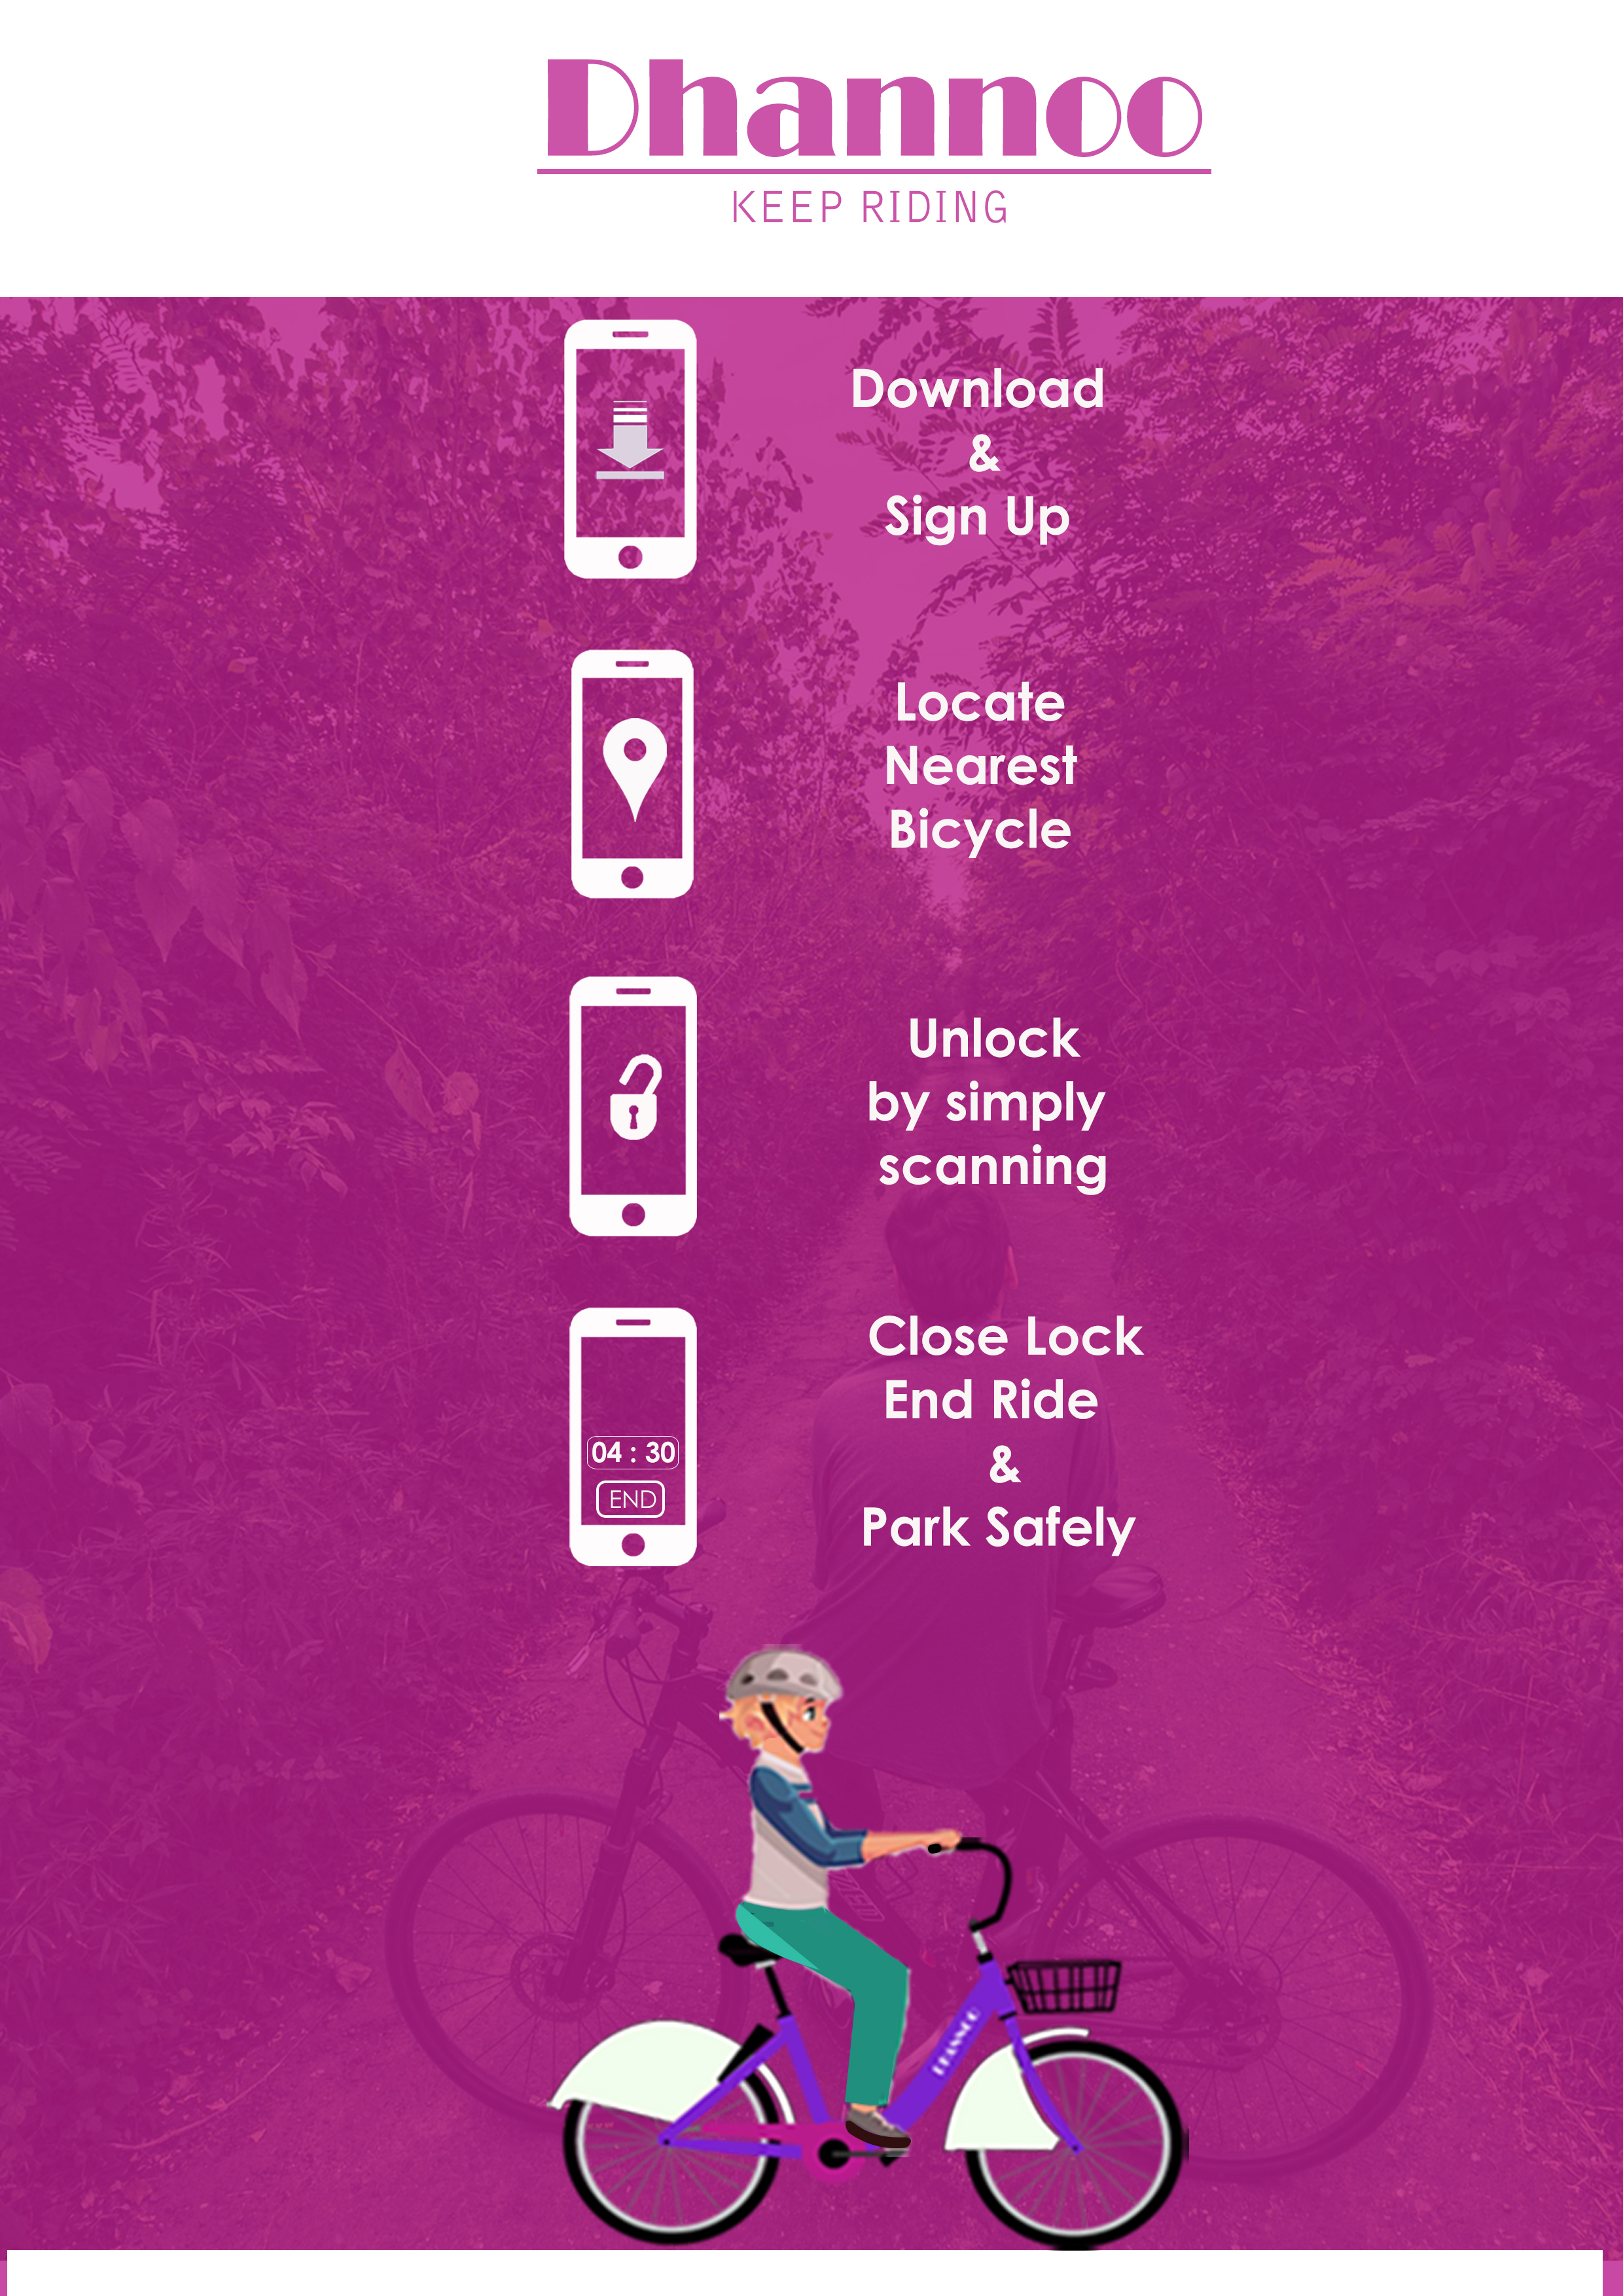 Dhannoo
KEEP RIDING
Download
&
Sign Up
Locate
Nearest
Bicycle
Unlock
by simply
scanning
Close Lock
End Ride
&
Park Safely
04 : 30
END
DHANNOO